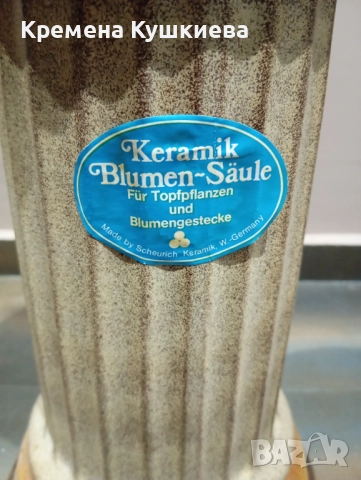 Кремена Кушкиева
Keramik
Blumen~Säule
Für Topfpflanzen
und
Blumengestecke
Made by Scheurich, Keramik, W.-Germany
BAZAR